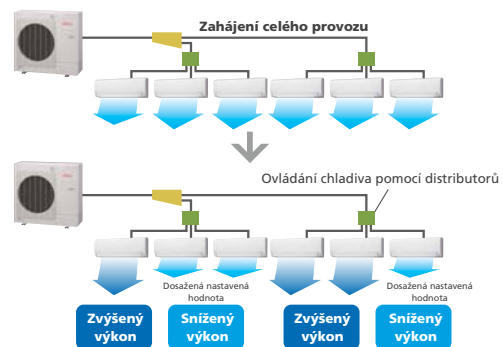 Zahájení celého provozu
Ovládání chladiva pomocí distributorů
Dosažená nastavená
hodnota
Dosažená nastavená
hodnota
Zvýšený
výkon
Snížený
výkon
Zvýšený
výkon
Snížený
výkon